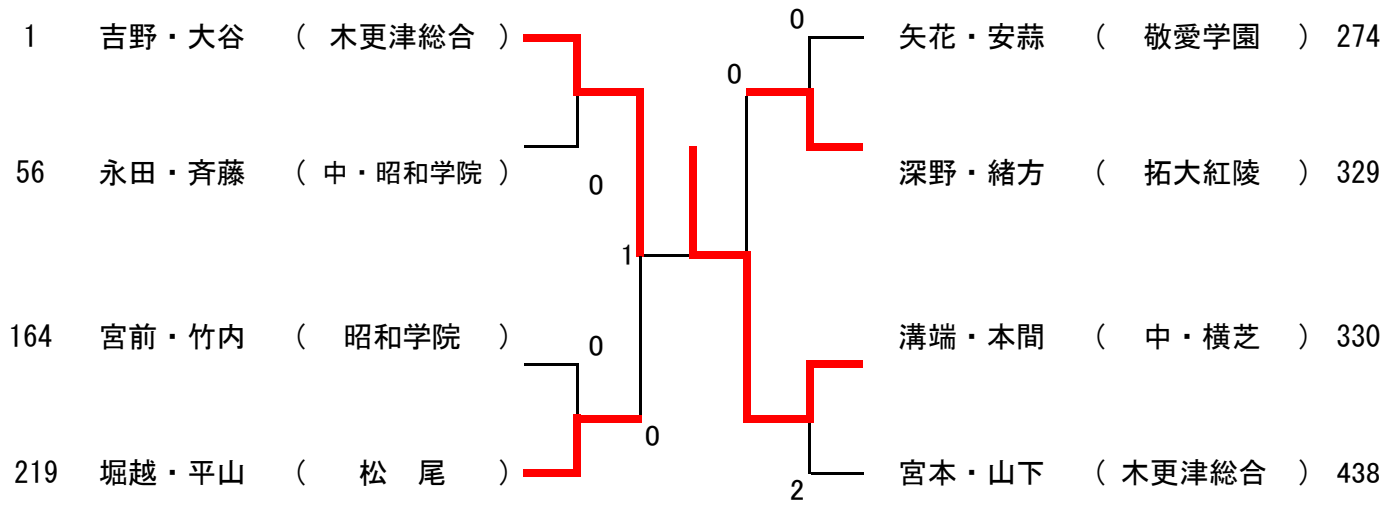 1 吉野・大谷 （ 木更津総合 ） 0 矢花・安蒜 （ 敬愛学園 ） 274
0
56 永田・斉藤 （ 中・昭和学院 ） 0 深野・緒方 （ 拓大紅陵 ） 329
1
164 宮前・竹内 （ 昭和学院 ） 0 溝端・本間 （ 中・横芝 ） 330
0
219 堀越・平山 （ 松 尾 ） 2 宮本・山下 （ 木更津総合 ） 438